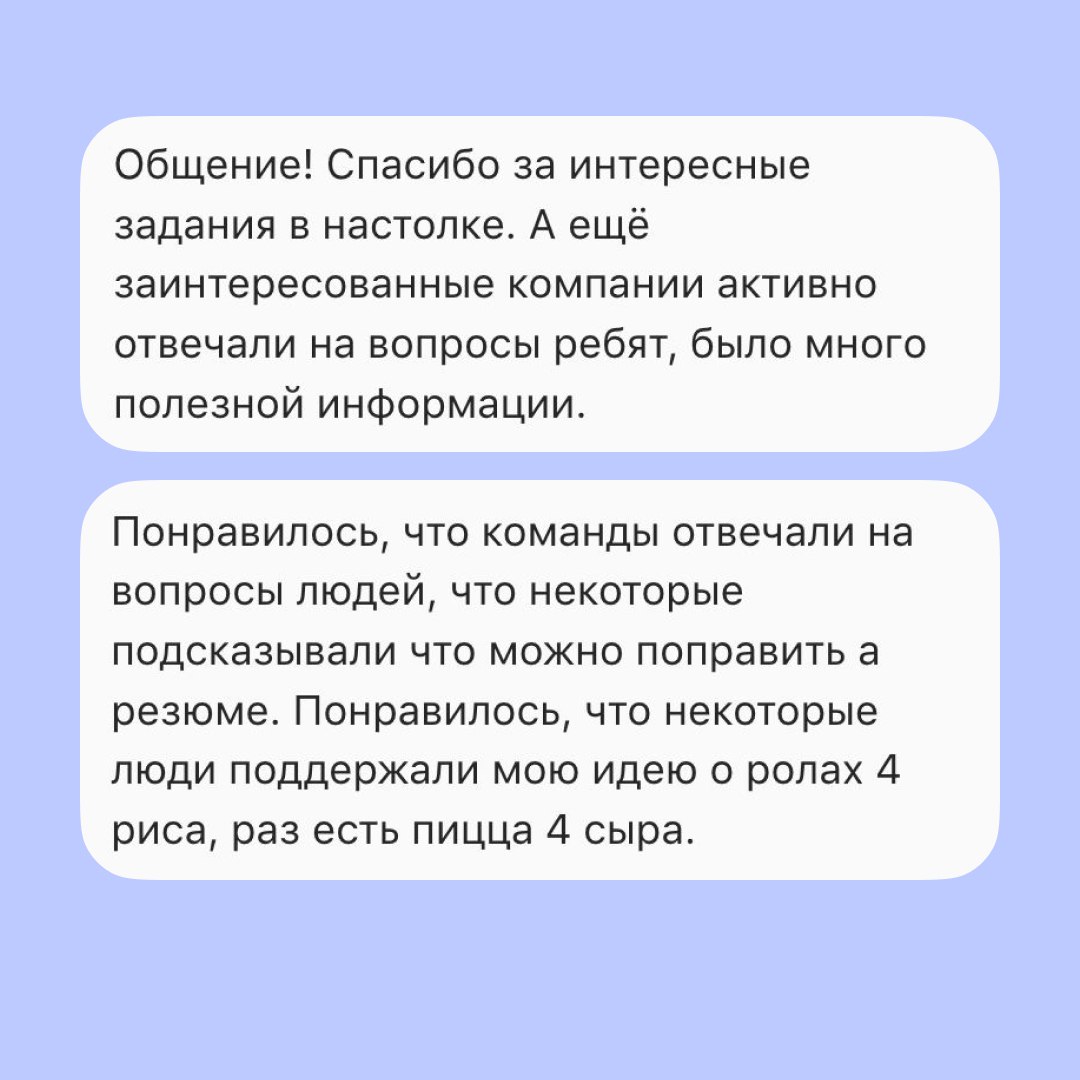 Общение! Спасибо за интересные
задания в настолке. А ещё
заинтересованные компании активно
отвечали на вопросы ребят, было много
полезной информации.
Понравилось, что команды отвечали на
вопросы людей, что некоторые
подсказывали что можно поправить а
резюме. Понравилось, что некоторые
люди поддержали мою идею о ролах 4
риса, раз есть пицца 4 сыра.